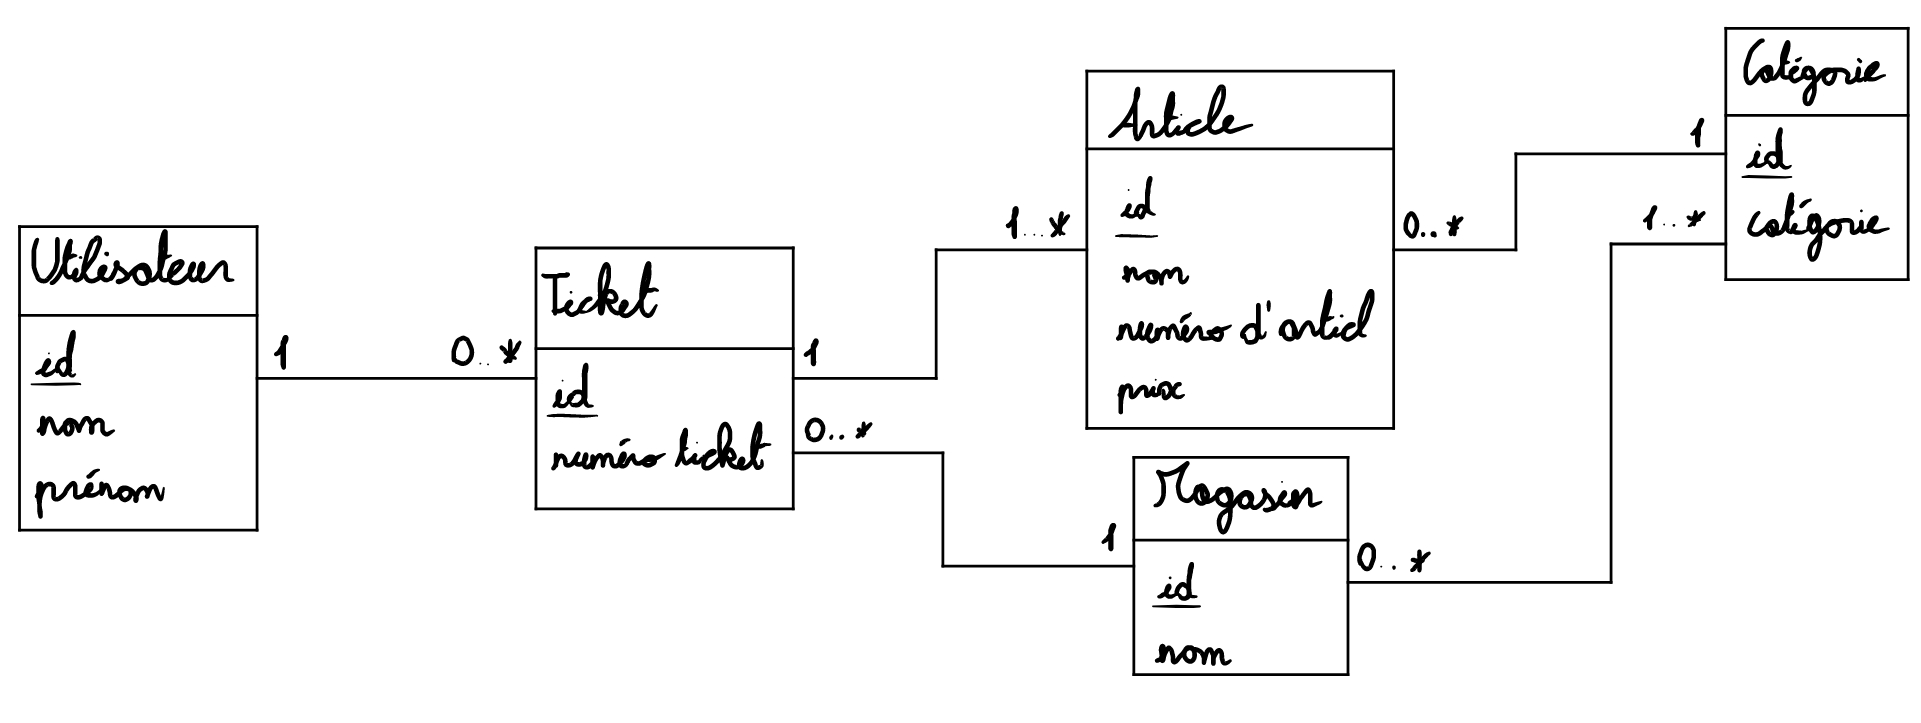 Utilisateur
id
nom
prénom
1
0..*
Ticket
id
numéro ticket
1
0..*
1...*
Article
id
nom
numéro d'articl
prix
0..*
1
Magasin
id
nom
0..*
1
1..*
Catégorie
id
catégorie